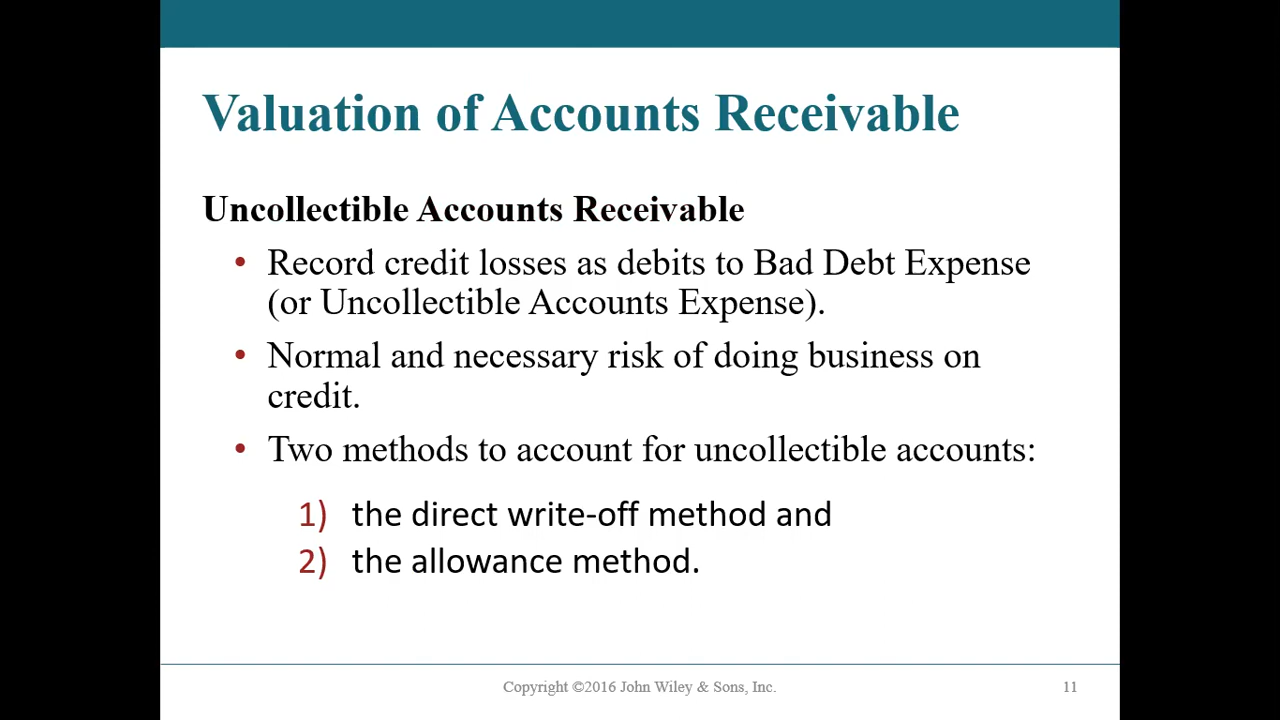 Valuation of Accounts Receivable
Uncollectible Accounts Receivable
• Record credit losses as debits to Bad Debt Expense
(or Uncollectible Accounts Expense).
• Normal and necessary risk of doing business on
credit.
• Two methods to account for uncollectible accounts:
1) the direct write-off method and
2) the allowance method.
Copyright ©2016 John Wiley & Sons, Inc.
11